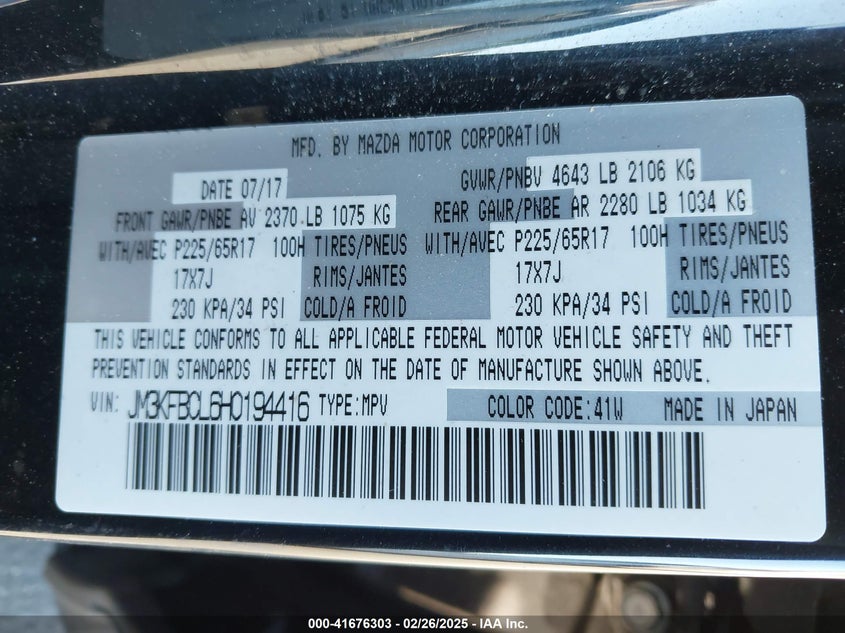 MFD. BY MAZDA MOTOR CORPORATION
DATE 07/17 GVWR/PNBV 4643 LB 2106 KG
FRONT GAWR/PNBE AV 2370 LB 1075 KG REAR GAWR/PNBE AR 2280 LB 1034 KG
WITH/AVEC P225/65R17 100H TIRES/PNEUS WITH/AVEC P225/65R17 100H TIRES/PNEUS
17X7J RIMS/JANTES 17X7J RIMS/JANTES
230 KPA/34 PSI COLD/A FROID 230 KPA/34 PSI COLD/A FROID
THIS VEHICLE CONFORMS TO ALL APPLICABLE FEDERAL MOTOR VEHICLE SAFETY AND THEFT
PREVENTION STANDARDS IN EFFECT ON THE DATE OF MANUFACTURE SHOWN ABOVE.
VIN: JM3KFBCL6H0194416 TYPE:MPV COLOR CODE:41W MADE IN JAPAN
000-41676303 - 02/26/2025 - IAA Inc.